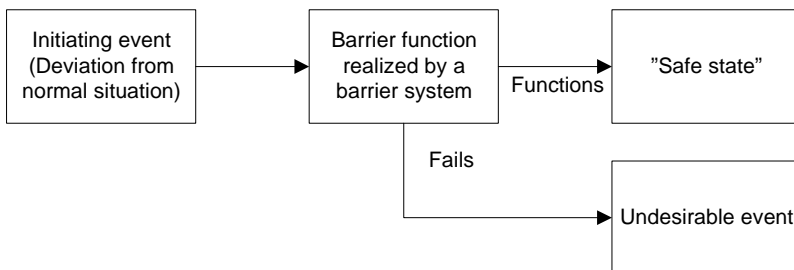 Initiating event
(Deviation from
normal situation)
Barrier function
realized by a
barrier system
Functions
”Safe state”
Fails
Undesirable event